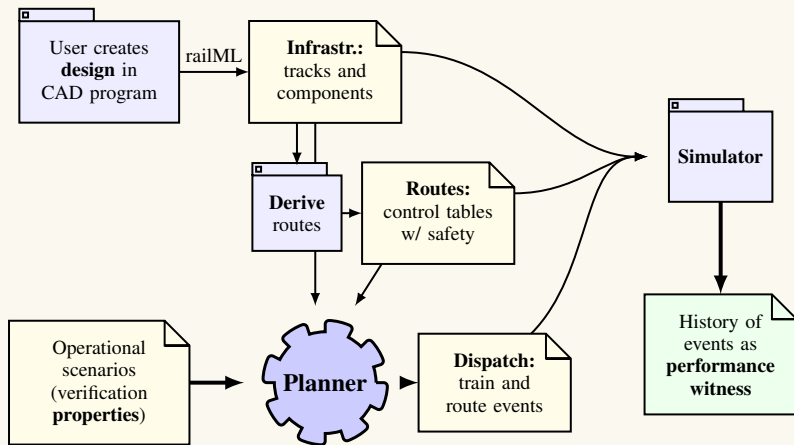 User creates
design in
CAD program
railML
Infrastr.:
tracks and
components
Derive
routes
Routes:
control tables
w/ safety
Simulator
Operational
scenarios
(verification
properties)
Planner
Dispatch:
train and
route events
History of
events as
performance
witness